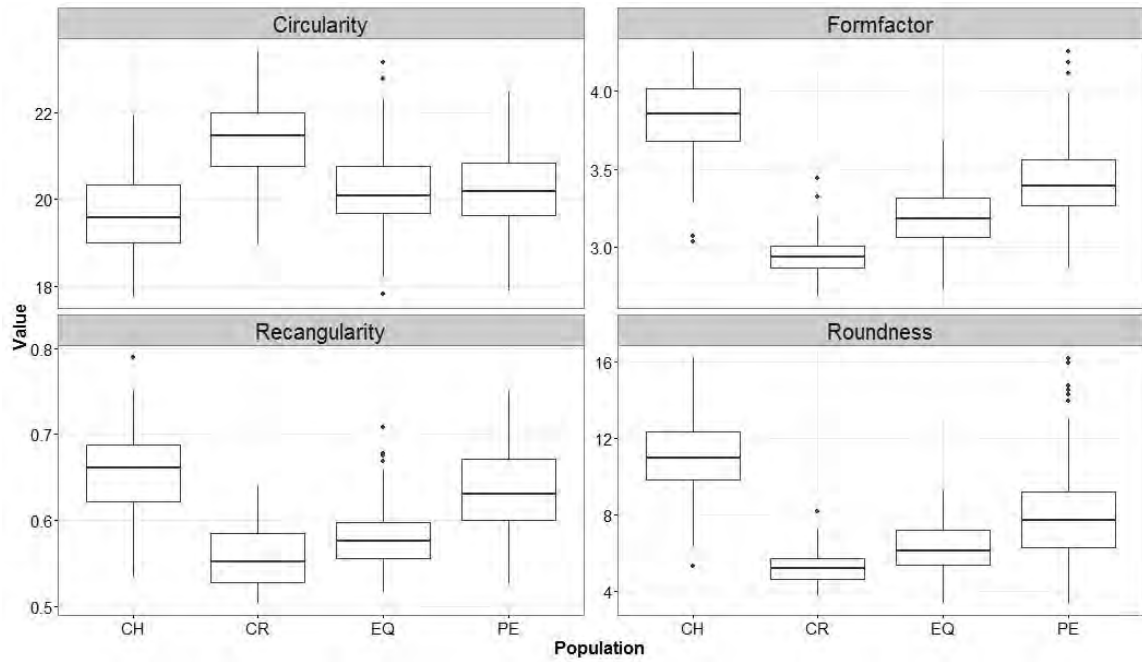 Circularity
Formfactor
22
20
18
4.0
3.5
3.0
Value
Recangularity
Roundness
0.8
0.7
0.6
0.5
16
12
8
4
CH CR EQ PE
CH CR EQ PE
Population